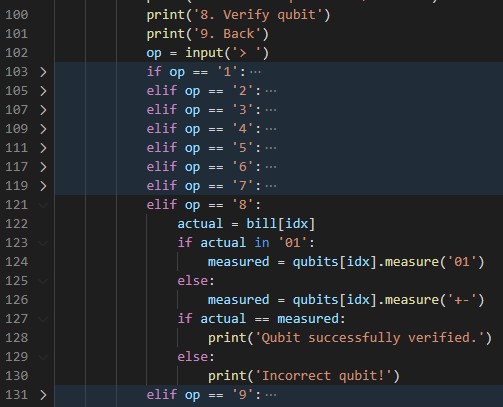 100 print('8. Verify qubit')
101 print('9. Back')
102 op = input('> ')
103 if op == '1':⋯
105 elif op == '2':⋯
107 elif op == '3':⋯
109 elif op == '4':⋯
111 elif op == '5':⋯
117 elif op == '6':⋯
119 elif op == '7':⋯
121 elif op == '8':
122 actual = bill[idx]
123 if actual in '01':
124 measured = qubits[idx].measure('01')
125 else:
126 measured = qubits[idx].measure('+-')
127 if actual == measured:
128 print('Qubit successfully verified.')
129 else:
130 print('Incorrect qubit!')
131 elif op == '9':⋯